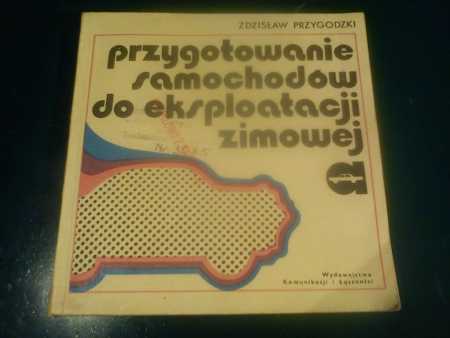 ZDZISŁAW PRZYGODZKI
przygotowanie
samochodów
do eksploatacji
zimowej
Wydawnictwa
Komunikacji i Łączności